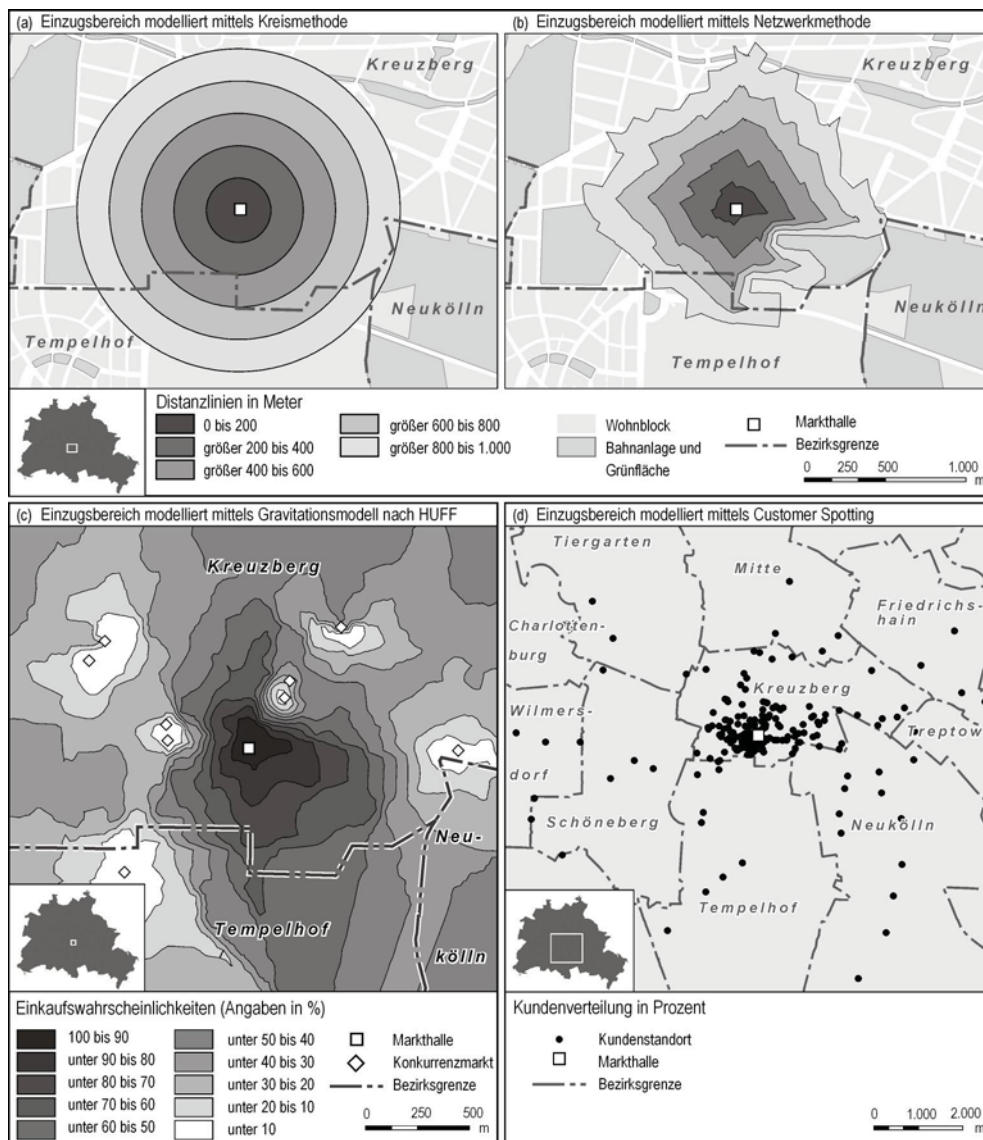 (a) Einzugsbereich modelliert mittels Kreismethode
Kreuzberg
Neukölln
Tempelhof
(b) Einzugsbereich modelliert mittels Netzwerkmethode
Kreuzberg
Neukölln
Tempelhof
Distanzlinien in Meter
0 bis 200
größer 200 bis 400
größer 400 bis 600
größer 600 bis 800
größer 800 bis 1.000
Wohnblock
Bahnanlage und
Grünfläche
Markthalle
Bezirksgrenze
0 250 500 1.000
m
(c) Einzugsbereich modelliert mittels Gravitationsmodell nach HUFF
Kreuzberg
Neu-
Tempelhof
kölln
Einkaufswahrscheinlichkeiten (Angaben in %)
100 bis 90
unter 90 bis 80
unter 80 bis 70
unter 70 bis 60
unter 60 bis 50
unter 50 bis 40
unter 40 bis 30
unter 30 bis 20
unter 20 bis 10
unter 10
Markthalle
Konkurrenzmarkt
Bezirksgrenze
0 500
m
(d) Einzugsbereich modelliert mittels Customer Spotting
Tiergarten
Mitte
Friedrichs-
hain
Charlotten-
burg
Kreuzberg
Wilmers-
dorf
Treptow
Schöneberg
Neukölln
Tempelhof
Kundenverteilung in Prozent
Kundenstandort
Markthalle
Bezirksgrenze
0 1.000 2.000
m